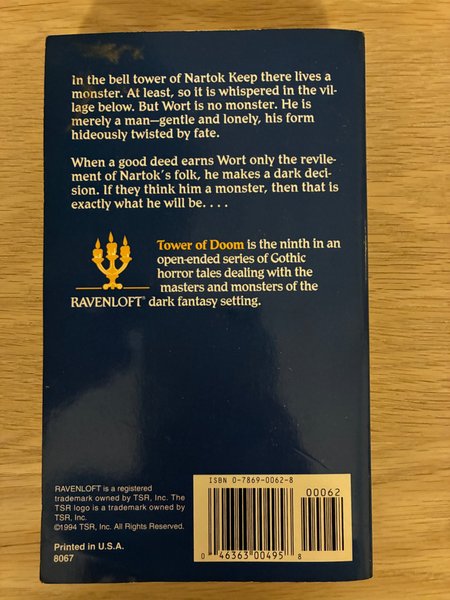 In the bell tower of Nartok Keep there lives a
monster. At least, so it is whispered in the vil-
lage below. But Wort is no monster. He is
merely a man—gentle and lonely, his form
hideously twisted by fate.
When a good deed earns Wort only the revile-
ment of Nartok's folk, he makes a dark deci-
sion. If they think him a monster, then that is
exactly what he will be. . . .
Tower of Doom is the ninth in an
open-ended series of Gothic
horror tales dealing with the
masters and monsters of the
dark fantasy setting.
RAVENLOFT®
RAVENLOFT is a registered
trademark owned by TSR, Inc. The
TSR logo is a trademark owned by
TSR, Inc.
©1994 TSR, Inc. All Rights Reserved.
Printed in U.S.A.
8067
ISBN 0-7869-0062-8
00062
0 46363 00495 8